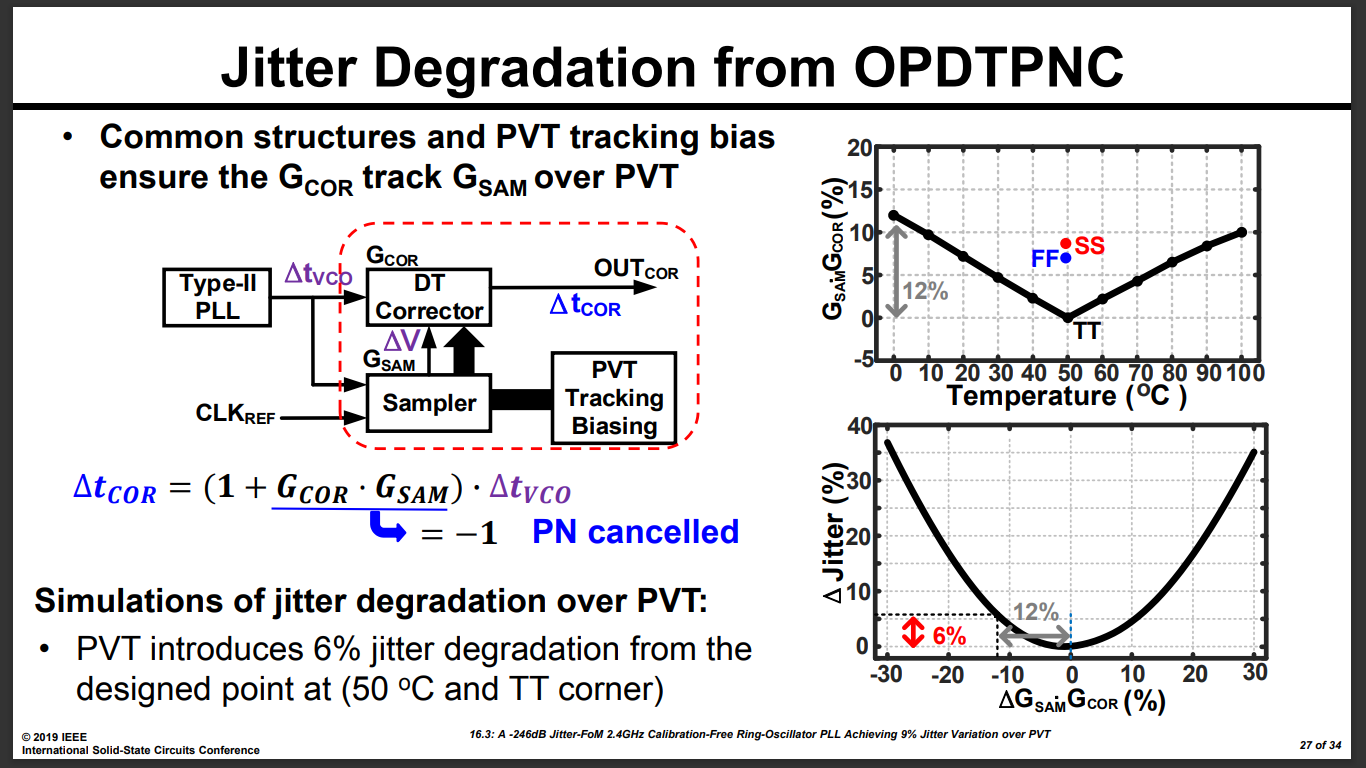 Jitter Degradation from OPDTPNC
• Common structures and PVT tracking bias
ensure the GCOR track GSAM over PVT
Type-II
PLL
ΔtVCO
GCOR
DT
Corrector
OUTCOR
ΔtCOR
ΔV
GSAM
Sampler
CLKREF
PVT
Tracking
Biasing
ΔtCOR = (1 + GCOR · GSAM) · ΔtVCO
= −1 PN cancelled
Simulations of jitter degradation over PVT:
• PVT introduces 6% jitter degradation from the
designed point at (50 oC and TT corner)
GSAMGCOR (%)
20
15
10
5
0
-5
12%
SS
FF
TT
0 10 20 30 40 50 60 70 80 90 100
Temperature (OC )
Δ Jitter (%)
40
30
20
10
0
12%
6%
-30 -20 -10 0 10 20 30
ΔGSAM·GCOR (%)
© 2019 IEEE
International Solid-State Circuits Conference
16.3: A -246dB Jitter-FoM 2.4GHz Calibration-Free Ring-Oscillator PLL Achieving 9% Jitter Variation over PVT
27 of 34